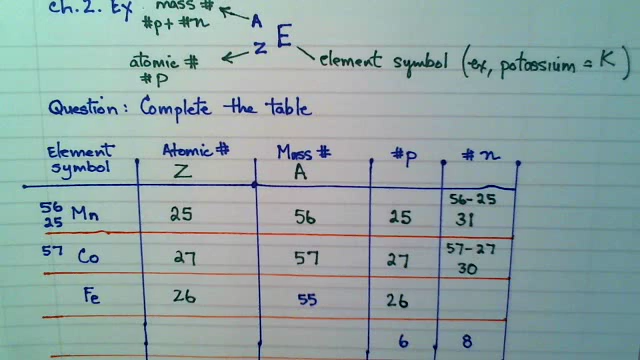 Ch. 2. Ex. mass #
#p + #n
A
Z E
atomic #
#p
element symbol (ex, potassium = K)
Question: Complete the table
Element symbol Atomic # Mass # #p #n
Z A
56 25 Mn 25 56 25 56-25 31
57 Co 27 57 27 57-27 30
Fe 26 55 26
6 8